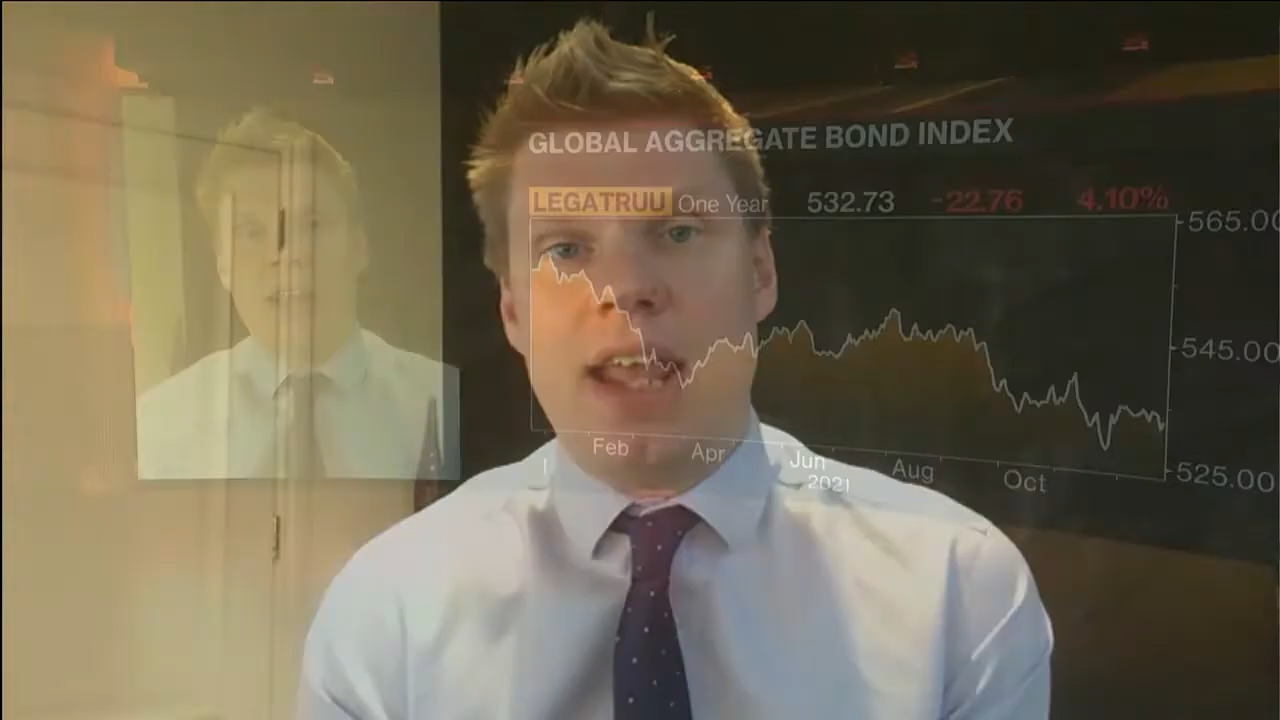 GLOBAL AGGREGATE BOND INDEX
LEGATRUU One Year 532.73 -22.76 4.10%
565.00
545.00
525.00
Feb Apr Jun Aug Oct
2021